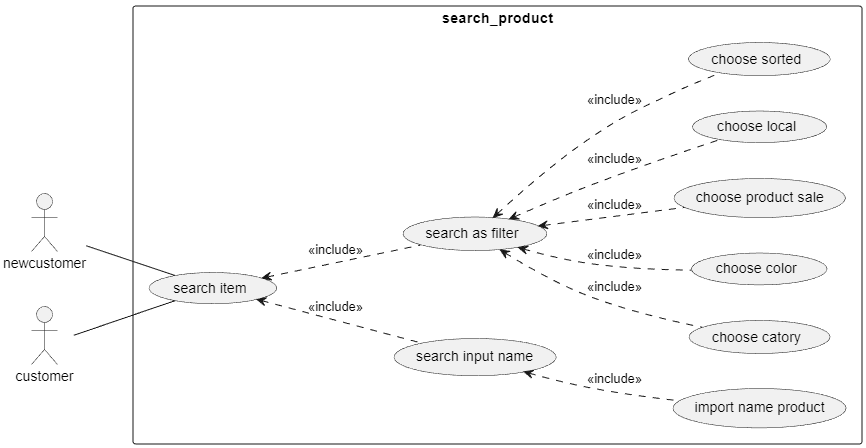 search_product
choose sorted
«include»
choose local
«include»
choose product sale
«include»
search as filter
newcustomer
«include»
choose color
«include»
search item
«include»
«include»
customer
choose catory
search input name
«include»
import name product